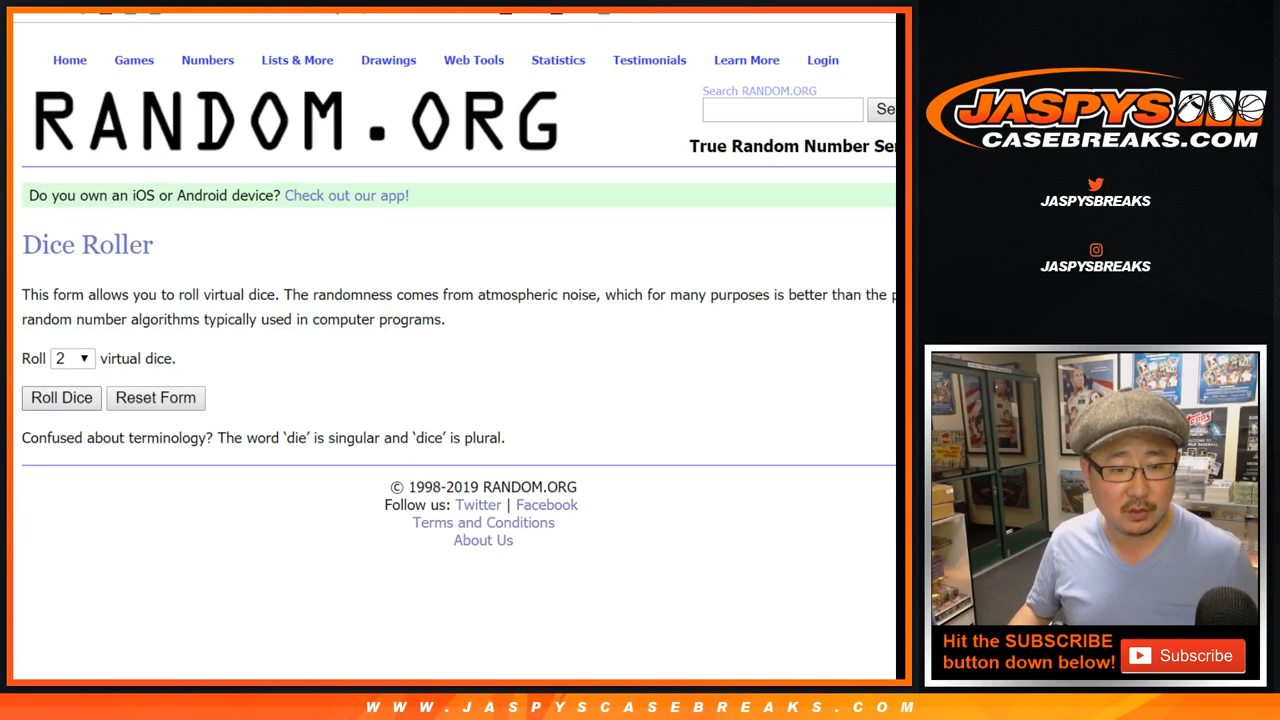 Home Games Numbers Lists & More Drawings Web Tools Statistics Testimonials Learn More Login
RANDOM.ORG
Search RANDOM.ORG
Se
True Random Number Ser
Do you own an iOS or Android device? Check out our app!
Dice Roller
This form allows you to roll virtual dice. The randomness comes from atmospheric noise, which for many purposes is better than the p
random number algorithms typically used in computer programs.
Roll 2 virtual dice.
Roll Dice Reset Form
Confused about terminology? The word ‘die’ is singular and ‘dice’ is plural.
© 1998-2019 RANDOM.ORG
Follow us: Twitter | Facebook
Terms and Conditions
About Us
JASPYS
CASEBREAKS.COM
JASPYSBREAKS
JASPYSBREAKS
TOPPS
Hit the SUBSCRIBE
button down below!
Subscribe
WWW.JASPYSCASEBREAKS.COM